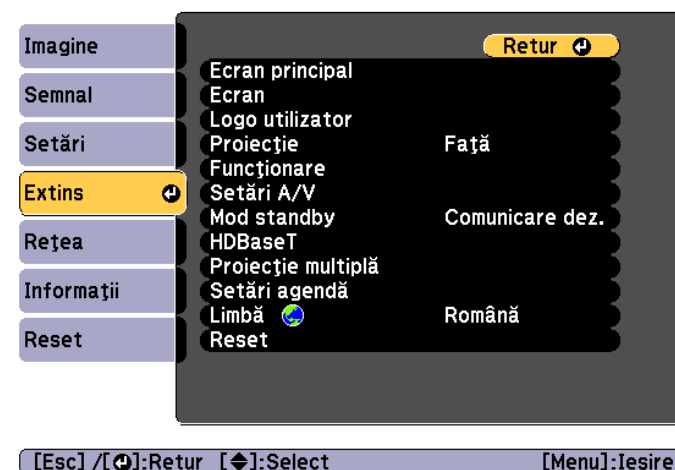 Imagine
Semnal
Setări
Extins
Reţea
Informaţii
Reset
Retur
Ecran principal
Ecran
Logo utilizator
Proiecţie Faţă
Funcţionare
Setări A/V
Mod standby Comunicare dez.
HDBaseT
Proiecţie multiplă
Setări agendă
Limbă Română
Reset
[Esc] /[⏎]:Retur [◆]:Select [Menu]:Iesire